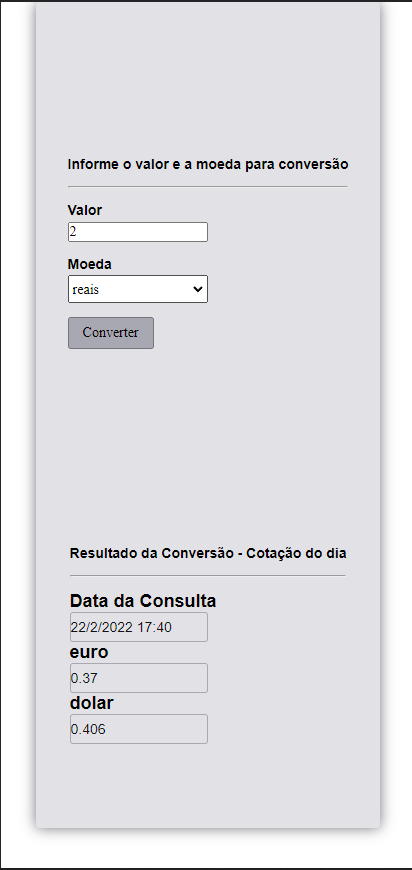 Informe o valor e a moeda para conversão
Valor
2
Moeda
reais
Converter
Resultado da Conversão - Cotação do dia
Data da Consulta
22/2/2022 17:40
euro
0.37
dolar
0.406